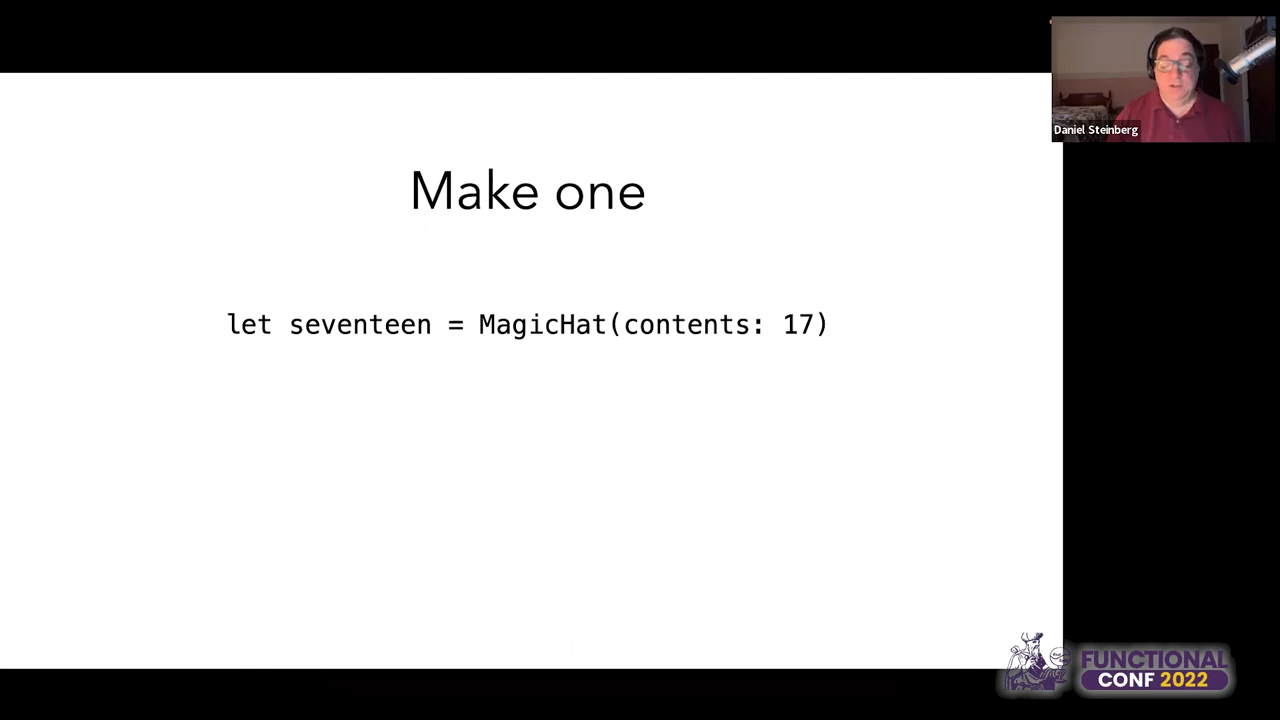 Daniel Steinberg
Make one
let seventeen = MagicHat(contents: 17)
FUNCTIONAL
CONF 2022